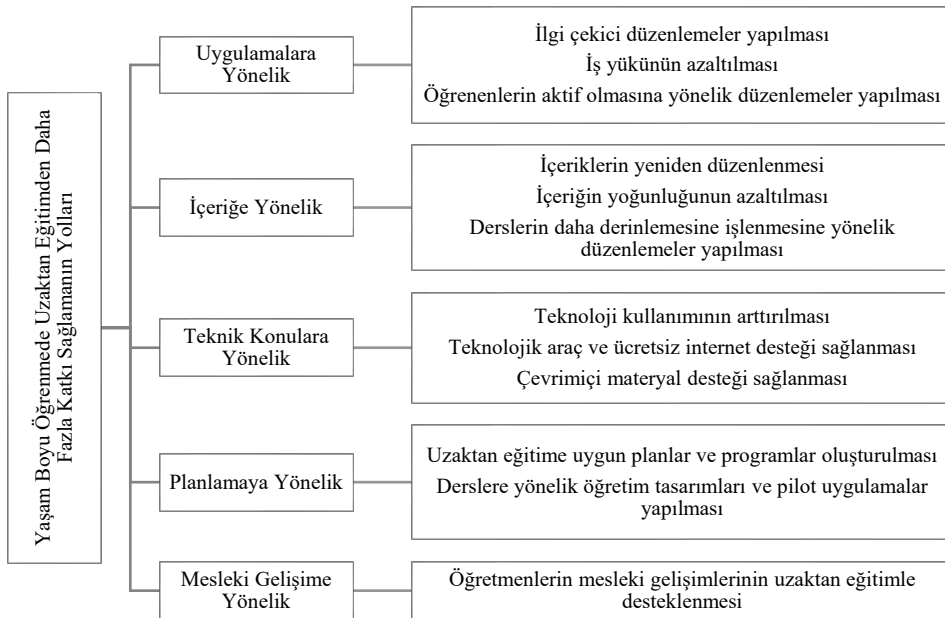 Yaşam Boyu Öğrenmede Uzaktan Eğitimden Daha
Fazla Katkı Sağlamanın Yolları
Uygulamalara
Yönelik
İlgi çekici düzenlemeler yapılması
İş yükünün azaltılması
Öğrenenlerin aktif olmasına yönelik düzenlemeler yapılması
İçeriğe Yönelik
İçeriklerin yeniden düzenlenmesi
İçeriğin yoğunluğunun azaltılması
Derslerin daha derinlemesine işlenmesine yönelik
düzenlemeler yapılması
Teknik Konulara
Yönelik
Teknoloji kullanımının arttırılması
Teknolojik araç ve ücretsiz internet desteği sağlanması
Çevrimiçi materyal desteği sağlanması
Planlamaya Yönelik
Uzaktan eğitime uygun planlar ve programlar oluşturulması
Derslere yönelik öğretim tasarımları ve pilot uygulamalar
yapılması
Mesleki Gelişime
Yönelik
Öğretmenlerin mesleki gelişimlerinin uzaktan eğitimle
desteklenmesi